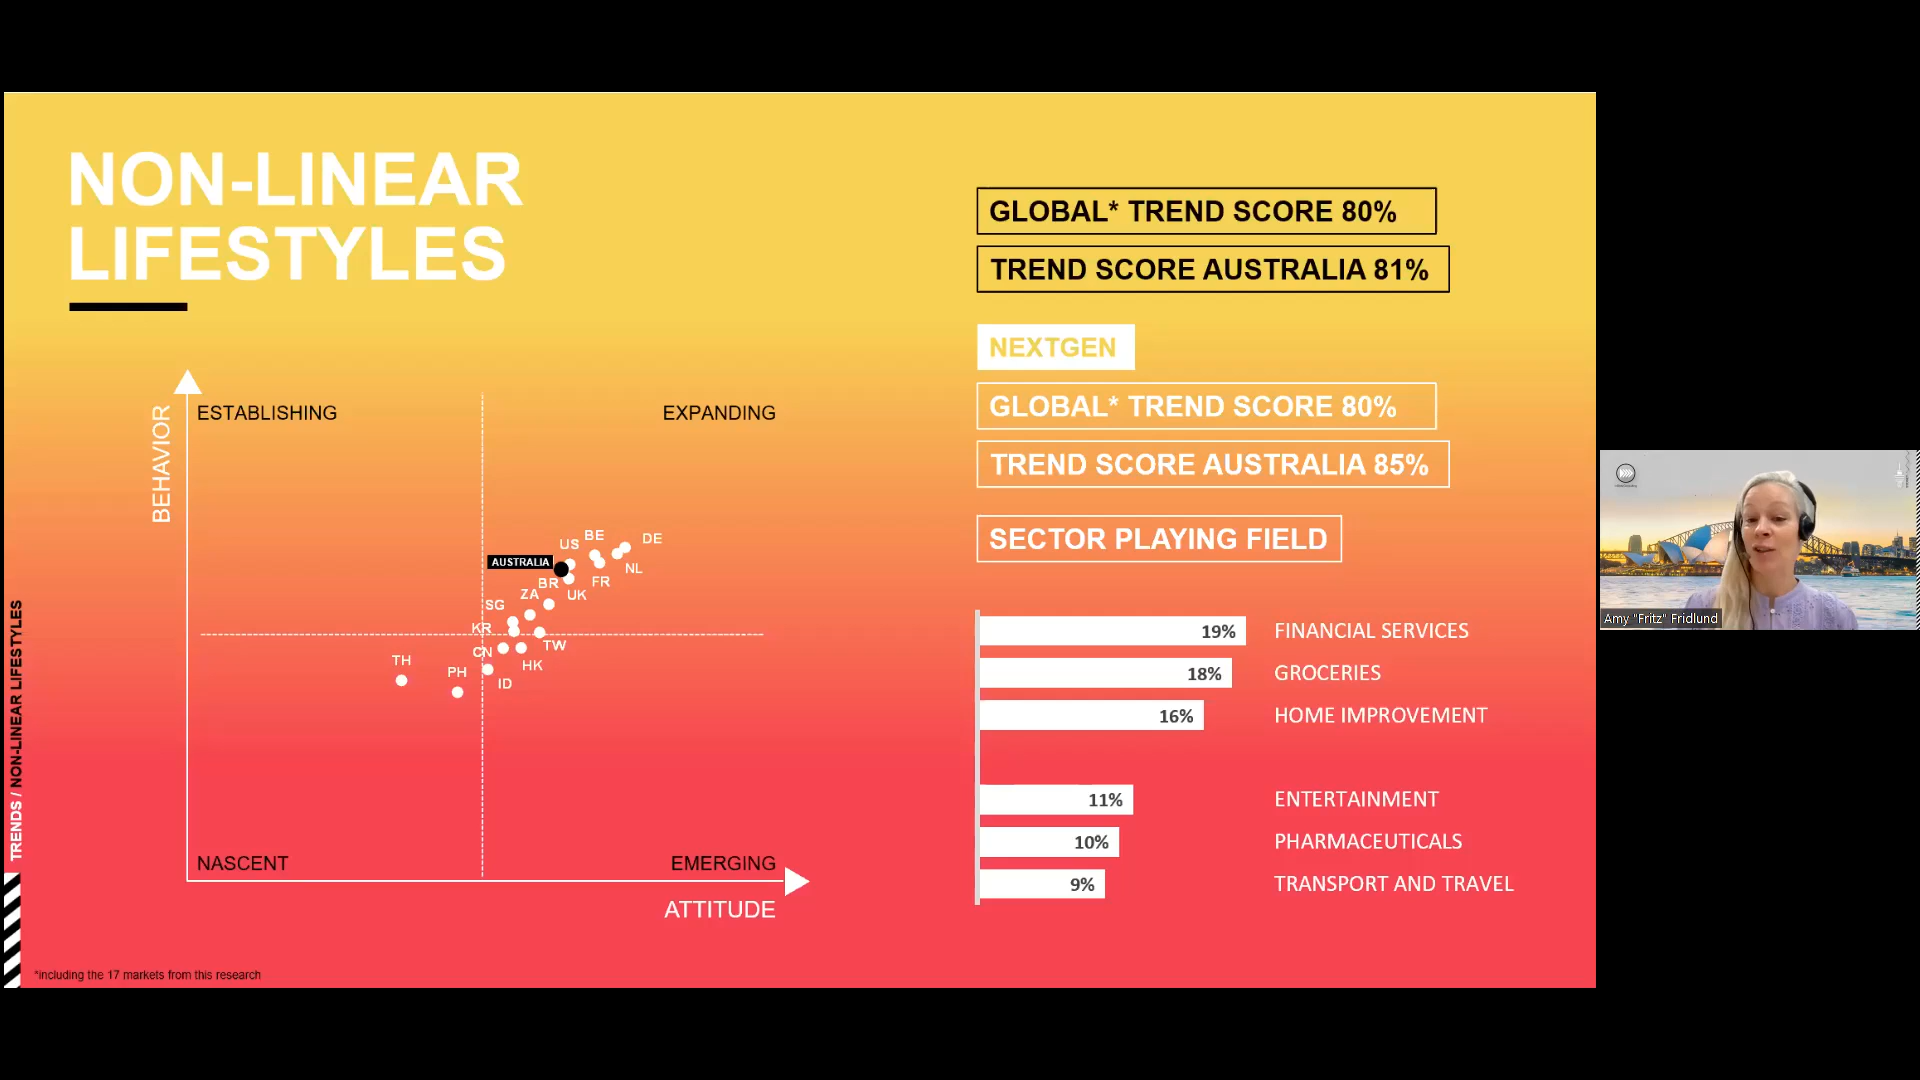 NON-LINEAR
LIFESTYLES
GLOBAL* TREND SCORE 80%
TREND SCORE AUSTRALIA 81%
NEXTGEN
GLOBAL* TREND SCORE 80%
TREND SCORE AUSTRALIA 85%
SECTOR PLAYING FIELD
19% FINANCIAL SERVICES
18% GROCERIES
16% HOME IMPROVEMENT
11% ENTERTAINMENT
10% PHARMACEUTICALS
9% TRANSPORT AND TRAVEL
BEHAVIOR
ESTABLISHING
EXPANDING
US
BE
DE
AUSTRALIA
NL
BR
FR
ZA
UK
SG
KR
TW
CN
HK
TH
PH
ID
NASCENT
EMERGING
ATTITUDE
TRENDS / NON-LINEAR LIFESTYLES
*including the 17 markets from this research
Amy "Fritz" Fridlund